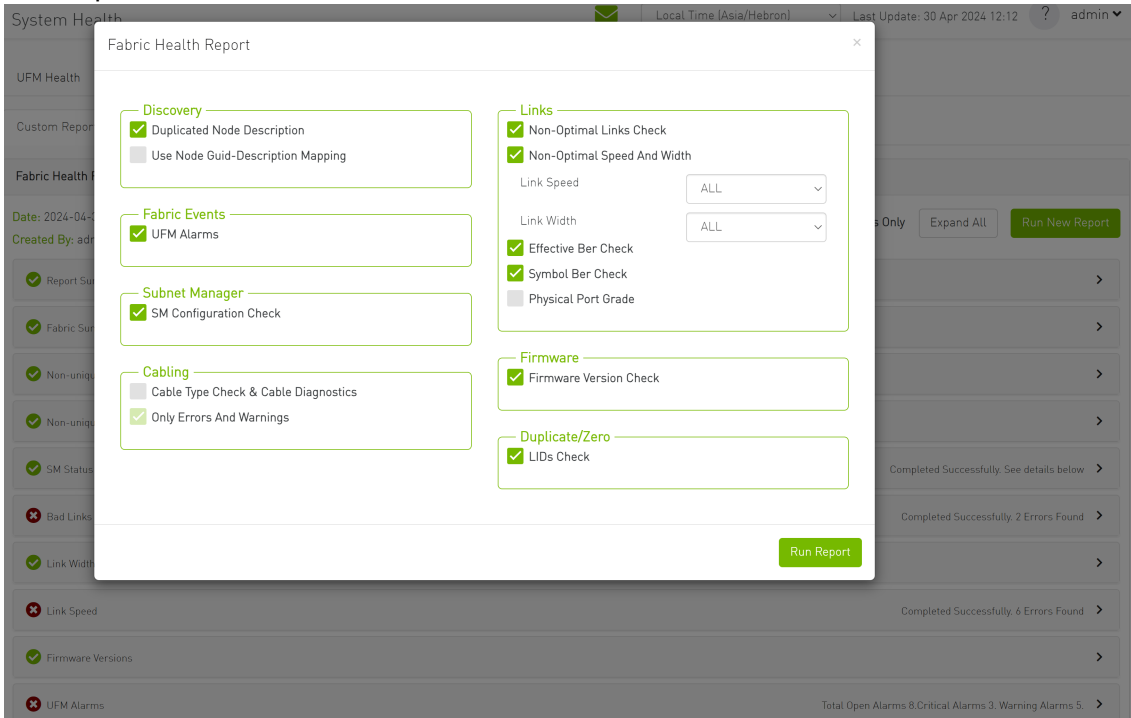 System Health
Local Time (Asia/Hebron)
Last Update: 30 Apr 2024 12:12
?
admin
Fabric Health Report
×
UFM Health
Custom Repor
Fabric Health
Date: 2024-04-
Created By: adr
s Only
Expand All
Run New Report
Discovery
Duplicated Node Description
Use Node Guid-Description Mapping
Fabric Events
UFM Alarms
Subnet Manager
SM Configuration Check
Cabling
Cable Type Check & Cable Diagnostics
Only Errors And Warnings
Links
Non-Optimal Links Check
Non-Optimal Speed And Width
Link Speed
ALL
Link Width
ALL
Effective Ber Check
Symbol Ber Check
Physical Port Grade
Firmware
Firmware Version Check
Duplicate/Zero
LIDs Check
Run Report
Report Sur
Fabric Sur
Non-uniqu
Non-uniqu
SM Status
Completed Successfully. See details below
Bad Links
Completed Successfully. 2 Errors Found
Link Width
Link Speed
Completed Successfully. 6 Errors Found
Firmware Versions
UFM Alarms
Total Open Alarms 8.Critical Alarms 3. Warning Alarms 5.